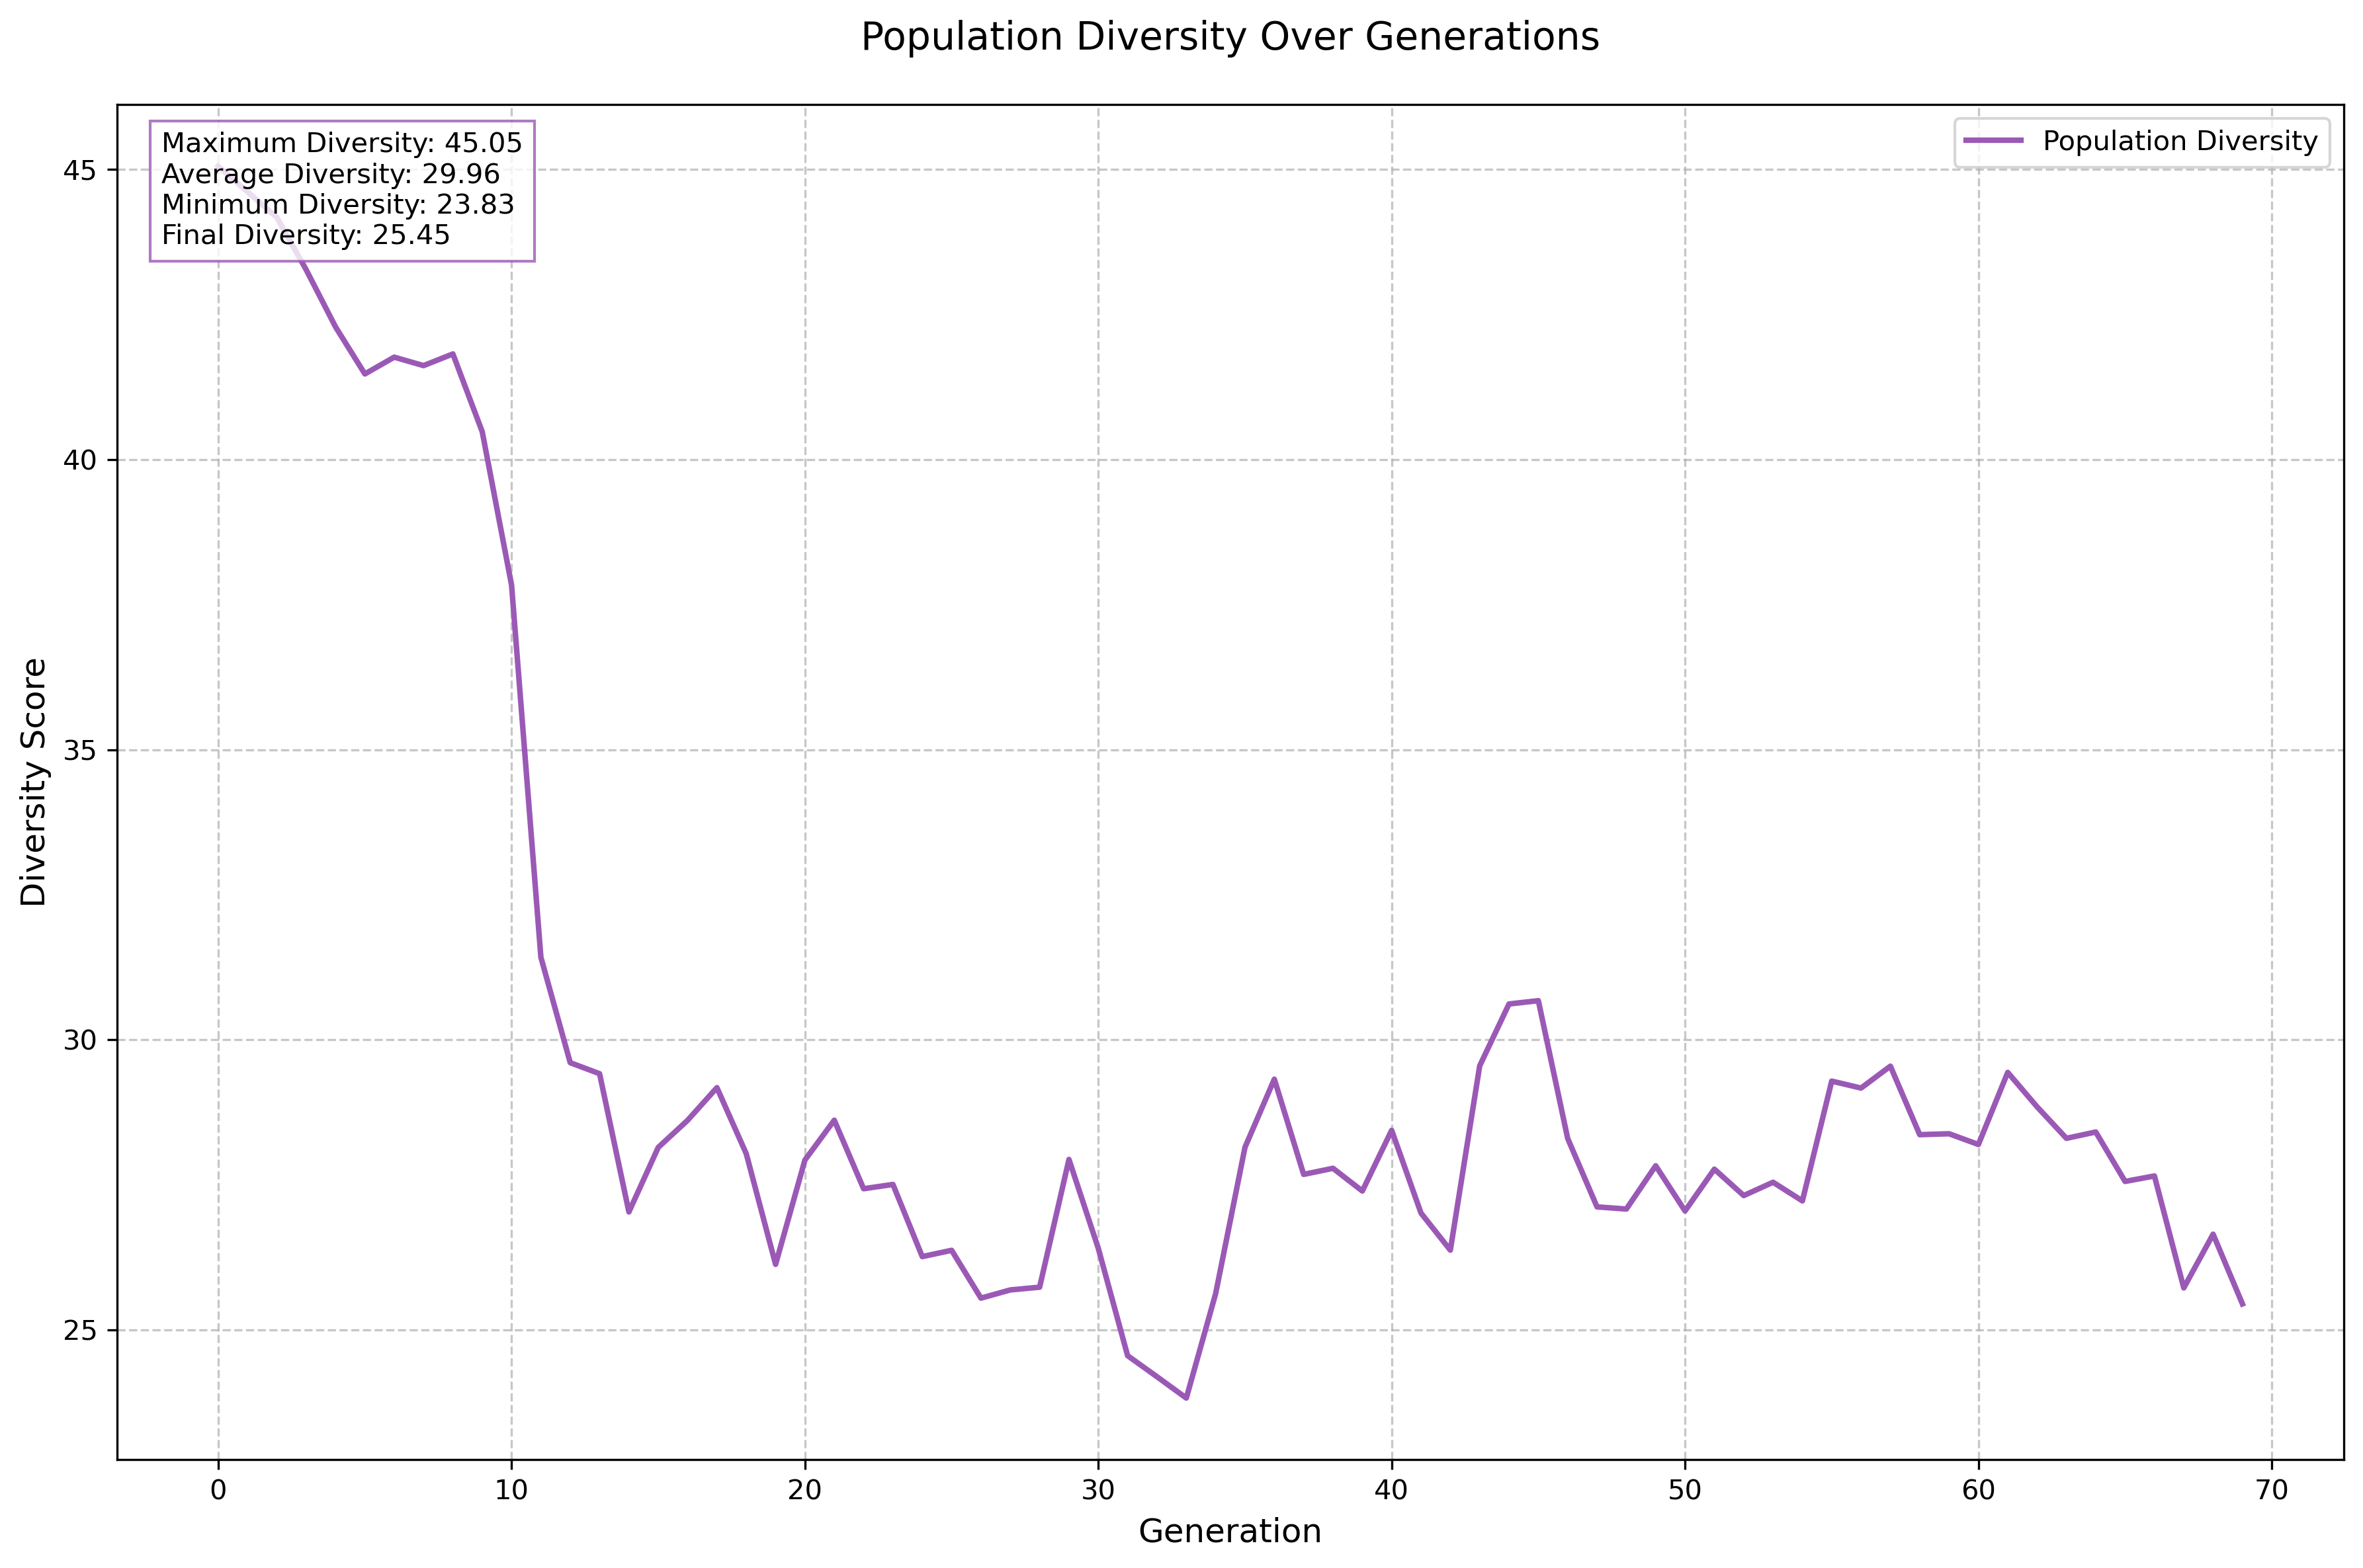 Population Diversity Over Generations
Maximum Diversity: 45.05
Average Diversity: 29.96
Minimum Diversity: 23.83
Final Diversity: 25.45
Population Diversity
45
40
35
30
25
Diversity Score
0 10 20 30 40 50 60 70
Generation